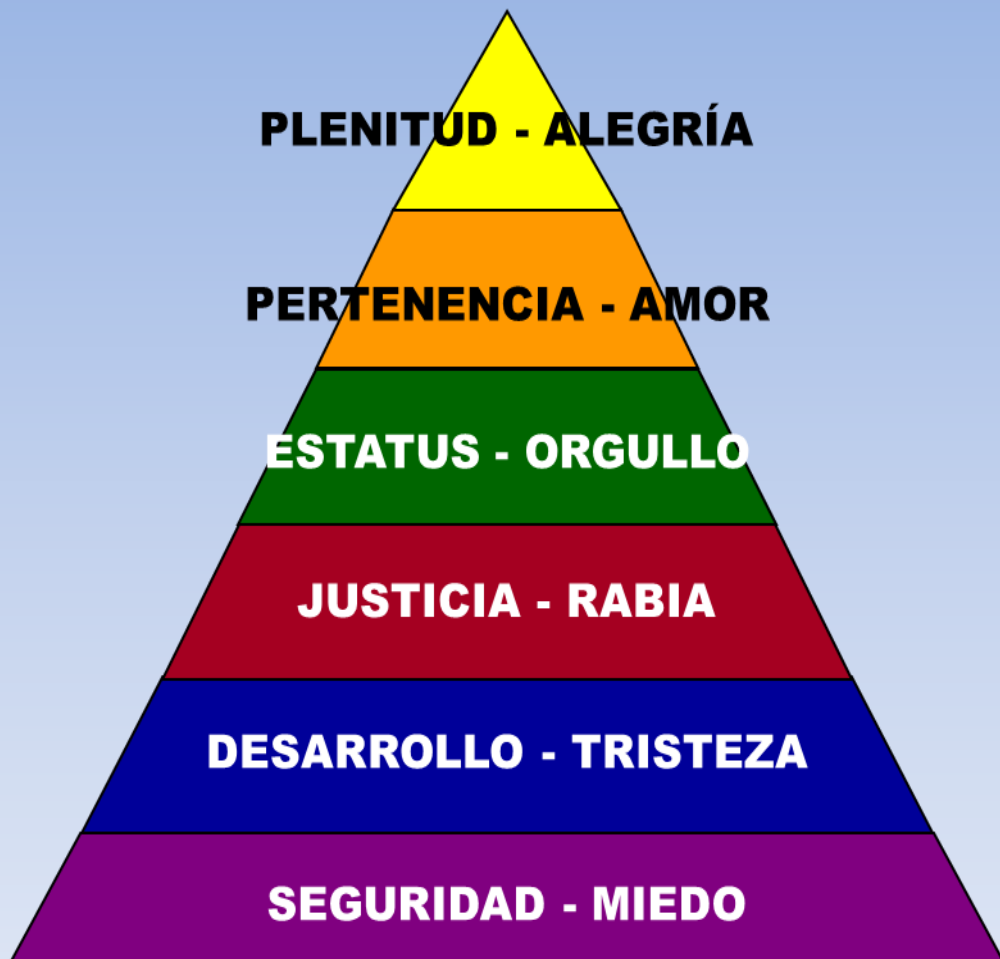 PLENITUD - ALEGRÍA
PERTENENCIA - AMOR
ESTATUS - ORGULLO
JUSTICIA - RABIA
DESARROLLO - TRISTEZA
SEGURIDAD - MIEDO